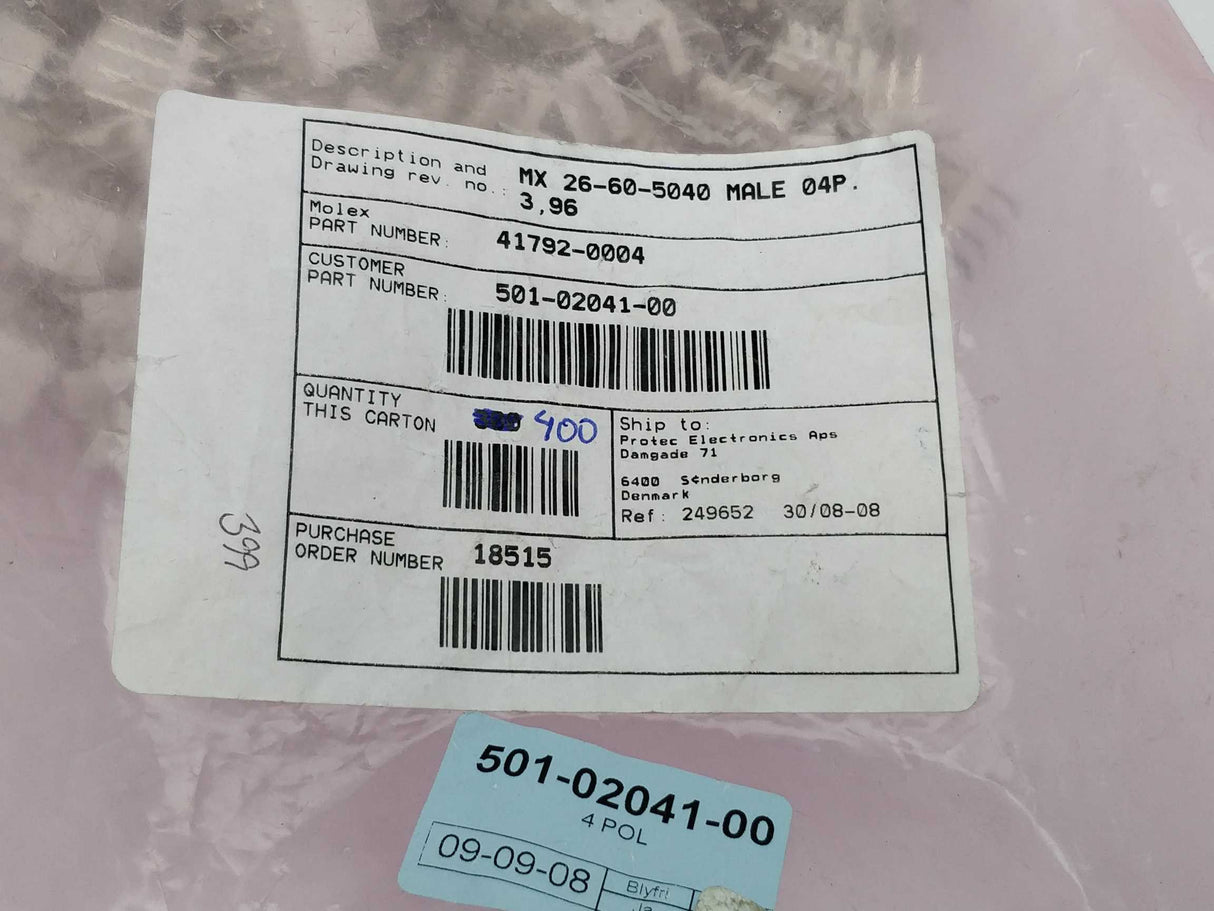 Description and
Drawing rev. no.:
MX 26-60-5040 MALE 04P.
3,96
Molex
PART NUMBER:
41792-0004
CUSTOMER
PART NUMBER:
501-02041-00
QUANTITY
THIS CARTON
400
Ship to:
Protec Electronics Aps
Damgade 71
6400 S¢nderborg
Denmark
Ref: 249652 30/08-08
399
PURCHASE
ORDER NUMBER
18515
501-02041-00
4 POL
09-09-08
Blyfri
Ja